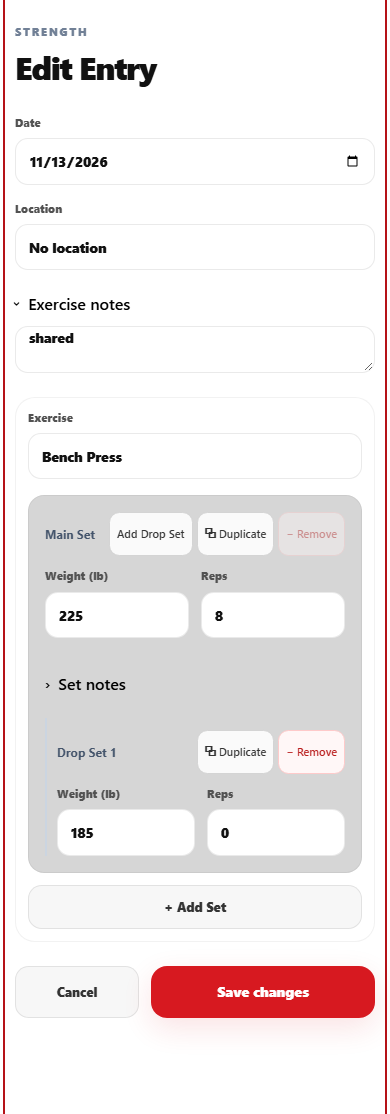 STRENGTH
Edit Entry
Date
11/13/2026
Location
No location
Exercise notes
shared
Exercise
Bench Press
Main Set Add Drop Set Duplicate − Remove
Weight (lb) Reps
225 8
Set notes
Drop Set 1 Duplicate − Remove
Weight (lb) Reps
185 0
+ Add Set
Cancel Save changes